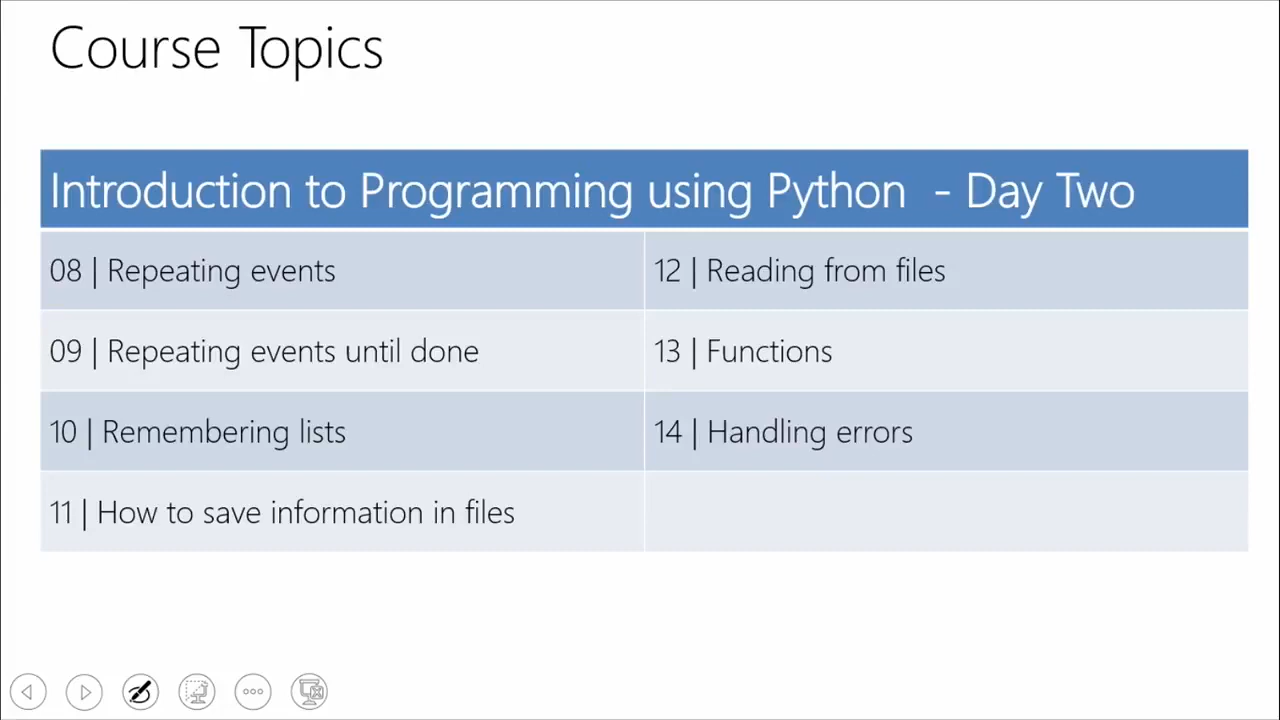 Course Topics
Introduction to Programming using Python - Day Two
08 | Repeating events
12 | Reading from files
09 | Repeating events until done
13 | Functions
10 | Remembering lists
14 | Handling errors
11 | How to save information in files